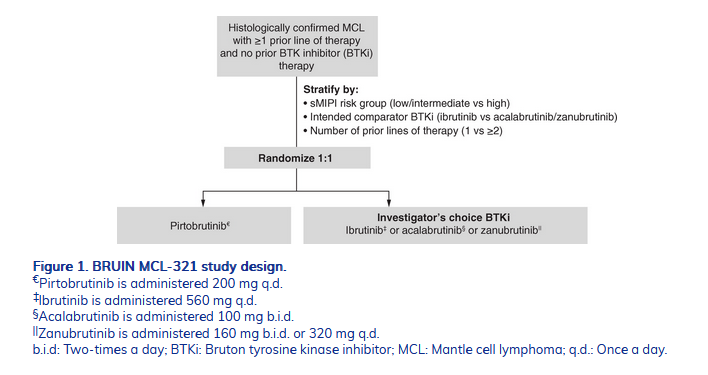 Histologically confirmed MCL
with ≥1 prior line of therapy
and no prior BTK inhibitor (BTKi)
therapy
Stratify by:
• sMIPI risk group (low/intermediate vs high)
• Intended comparator BTKi (ibrutinib vs acalabrutinib/zanubrutinib)
• Number of prior lines of therapy (1 vs ≥2)
Randomize 1:1
Pirtobrutinib€
Investigator's choice BTKi
Ibrutinib‡ or acalabrutinib§ or zanubrutinib||
Figure 1. BRUIN MCL-321 study design.
€Pirtobrutinib is administered 200 mg q.d.
‡Ibrutinib is administered 560 mg q.d.
§Acalabrutinib is administered 100 mg b.i.d.
||Zanubrutinib is administered 160 mg b.i.d. or 320 mg q.d.
b.i.d: Two-times a day; BTKi: Bruton tyrosine kinase inhibitor; MCL: Mantle cell lymphoma; q.d.: Once a day.